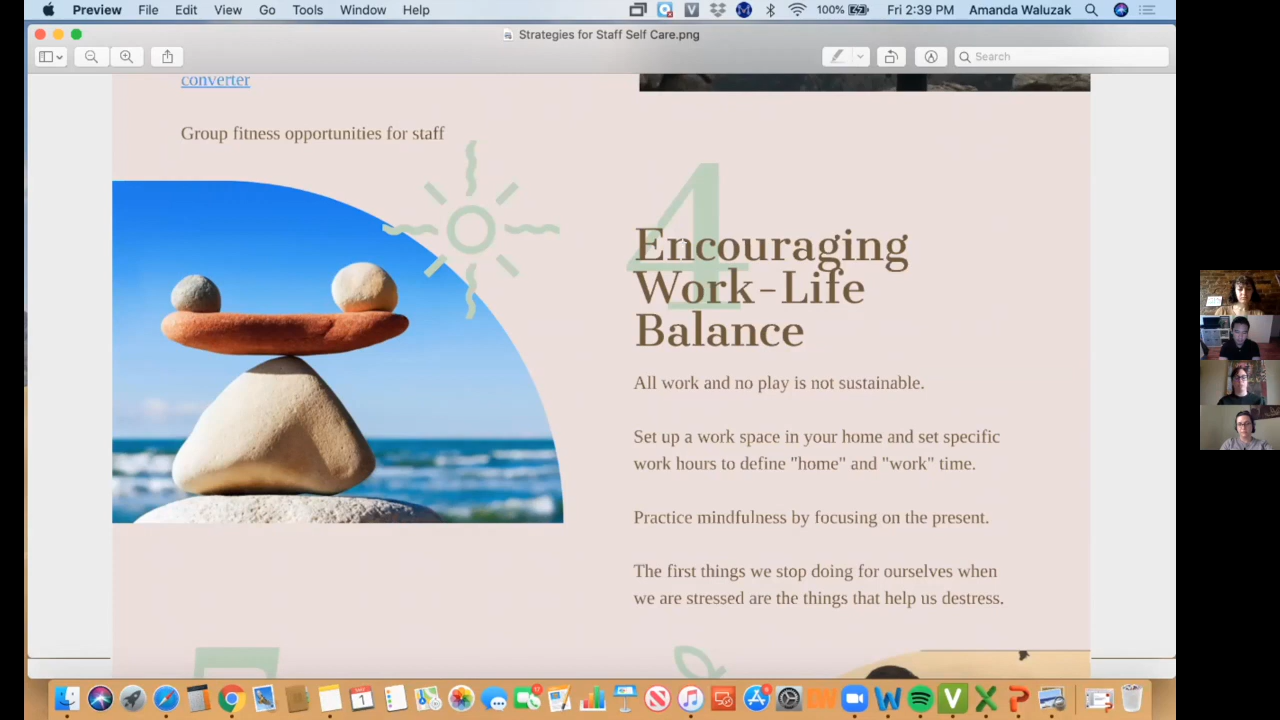 Preview File Edit View Go Tools Window Help 100% Fri 2:39 PM Amanda Waluzak
Strategies for Staff Self Care.png
Search
converter
Group fitness opportunities for staff
4
Encouraging
Work-Life
Balance
All work and no play is not sustainable.
Set up a work space in your home and set specific
work hours to define "home" and "work" time.
Practice mindfulness by focusing on the present.
The first things we stop doing for ourselves when
we are stressed are the things that help us destress.